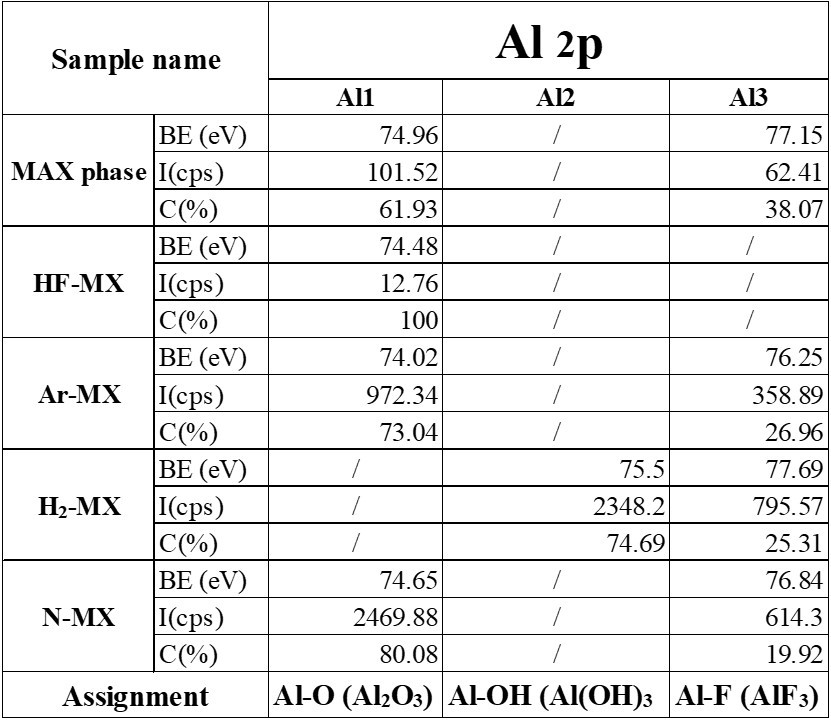 Sample name Al 2p
Al1 Al2 Al3
MAX phase BE (eV) 74.96 / 77.15
I(cps) 101.52 / 62.41
C(%) 61.93 / 38.07
HF-MX BE (eV) 74.48 / /
I(cps) 12.76 / /
C(%) 100 / /
Ar-MX BE (eV) 74.02 / 76.25
I(cps) 972.34 / 358.89
C(%) 73.04 / 26.96
H₂-MX BE (eV) / 75.5 77.69
I(cps) / 2348.2 795.57
C(%) / 74.69 25.31
N-MX BE (eV) 74.65 / 76.84
I(cps) 2469.88 / 614.3
C(%) 80.08 / 19.92
Assignment Al-O (Al₂O₃) Al-OH (Al(OH)₃ Al-F (AlF₃)